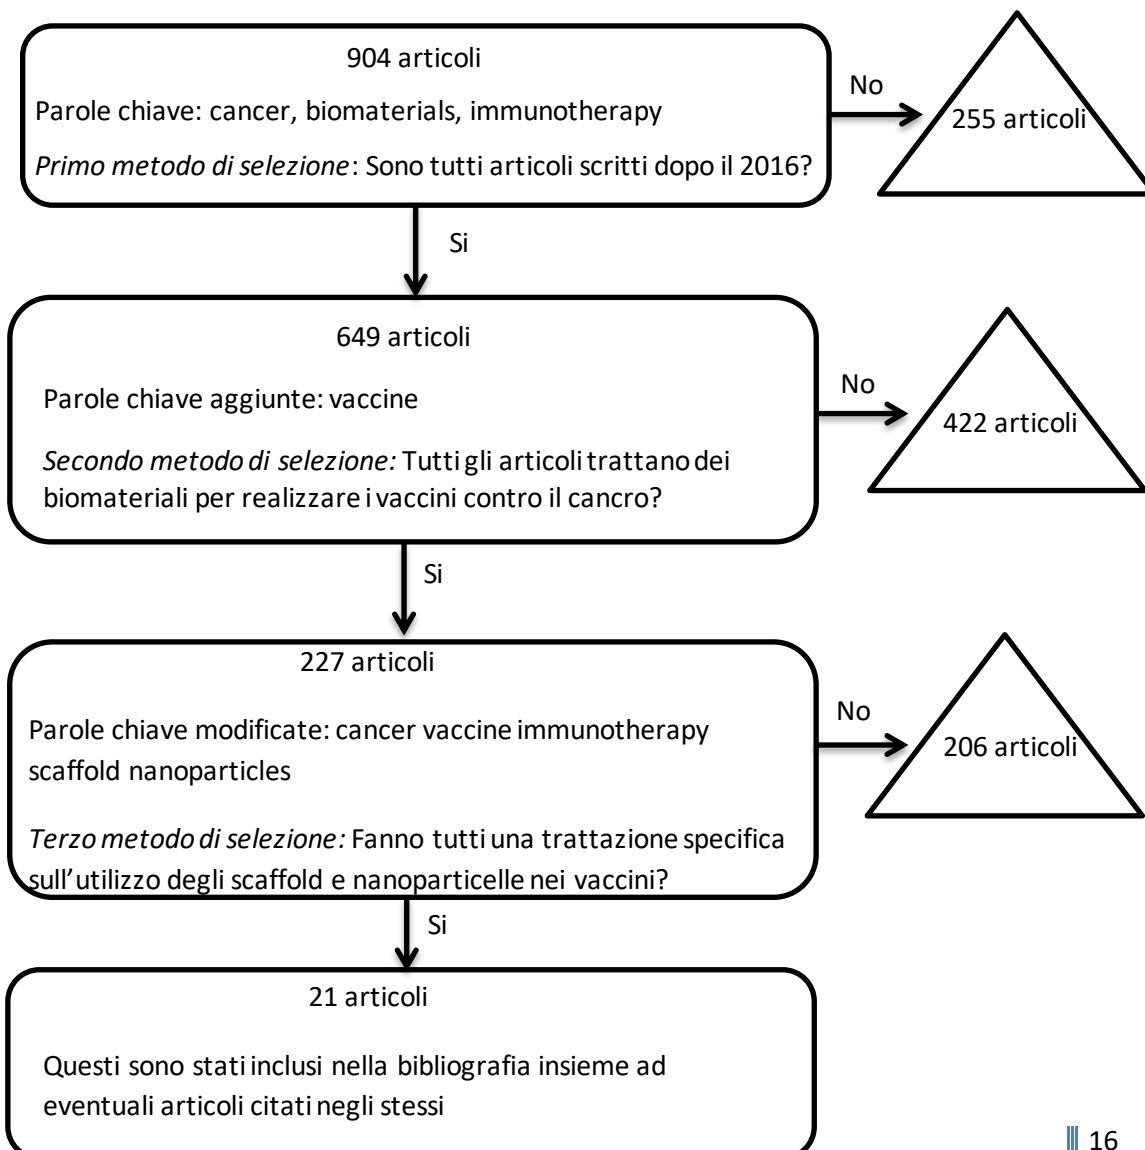 904 articoli
Parole chiave: cancer, biomaterials, immunotherapy
Primo metodo di selezione: Sono tutti articoli scritti dopo il 2016?
No
255 articoli
Si
649 articoli
Parole chiave aggiunte: vaccine
Secondo metodo di selezione: Tutti gli articoli trattano dei
biomateriali per realizzare i vaccini contro il cancro?
No
422 articoli
Si
227 articoli
Parole chiave modificate: cancer vaccine immunotherapy
scaffold nanoparticles
Terzo metodo di selezione: Fanno tutti una trattazione specifica
sull’utilizzo degli scaffold e nanoparticelle nei vaccini?
No
206 articoli
Si
21 articoli
Questi sono stati inclusi nella bibliografia insieme ad
eventuali articoli citati negli stessi
16